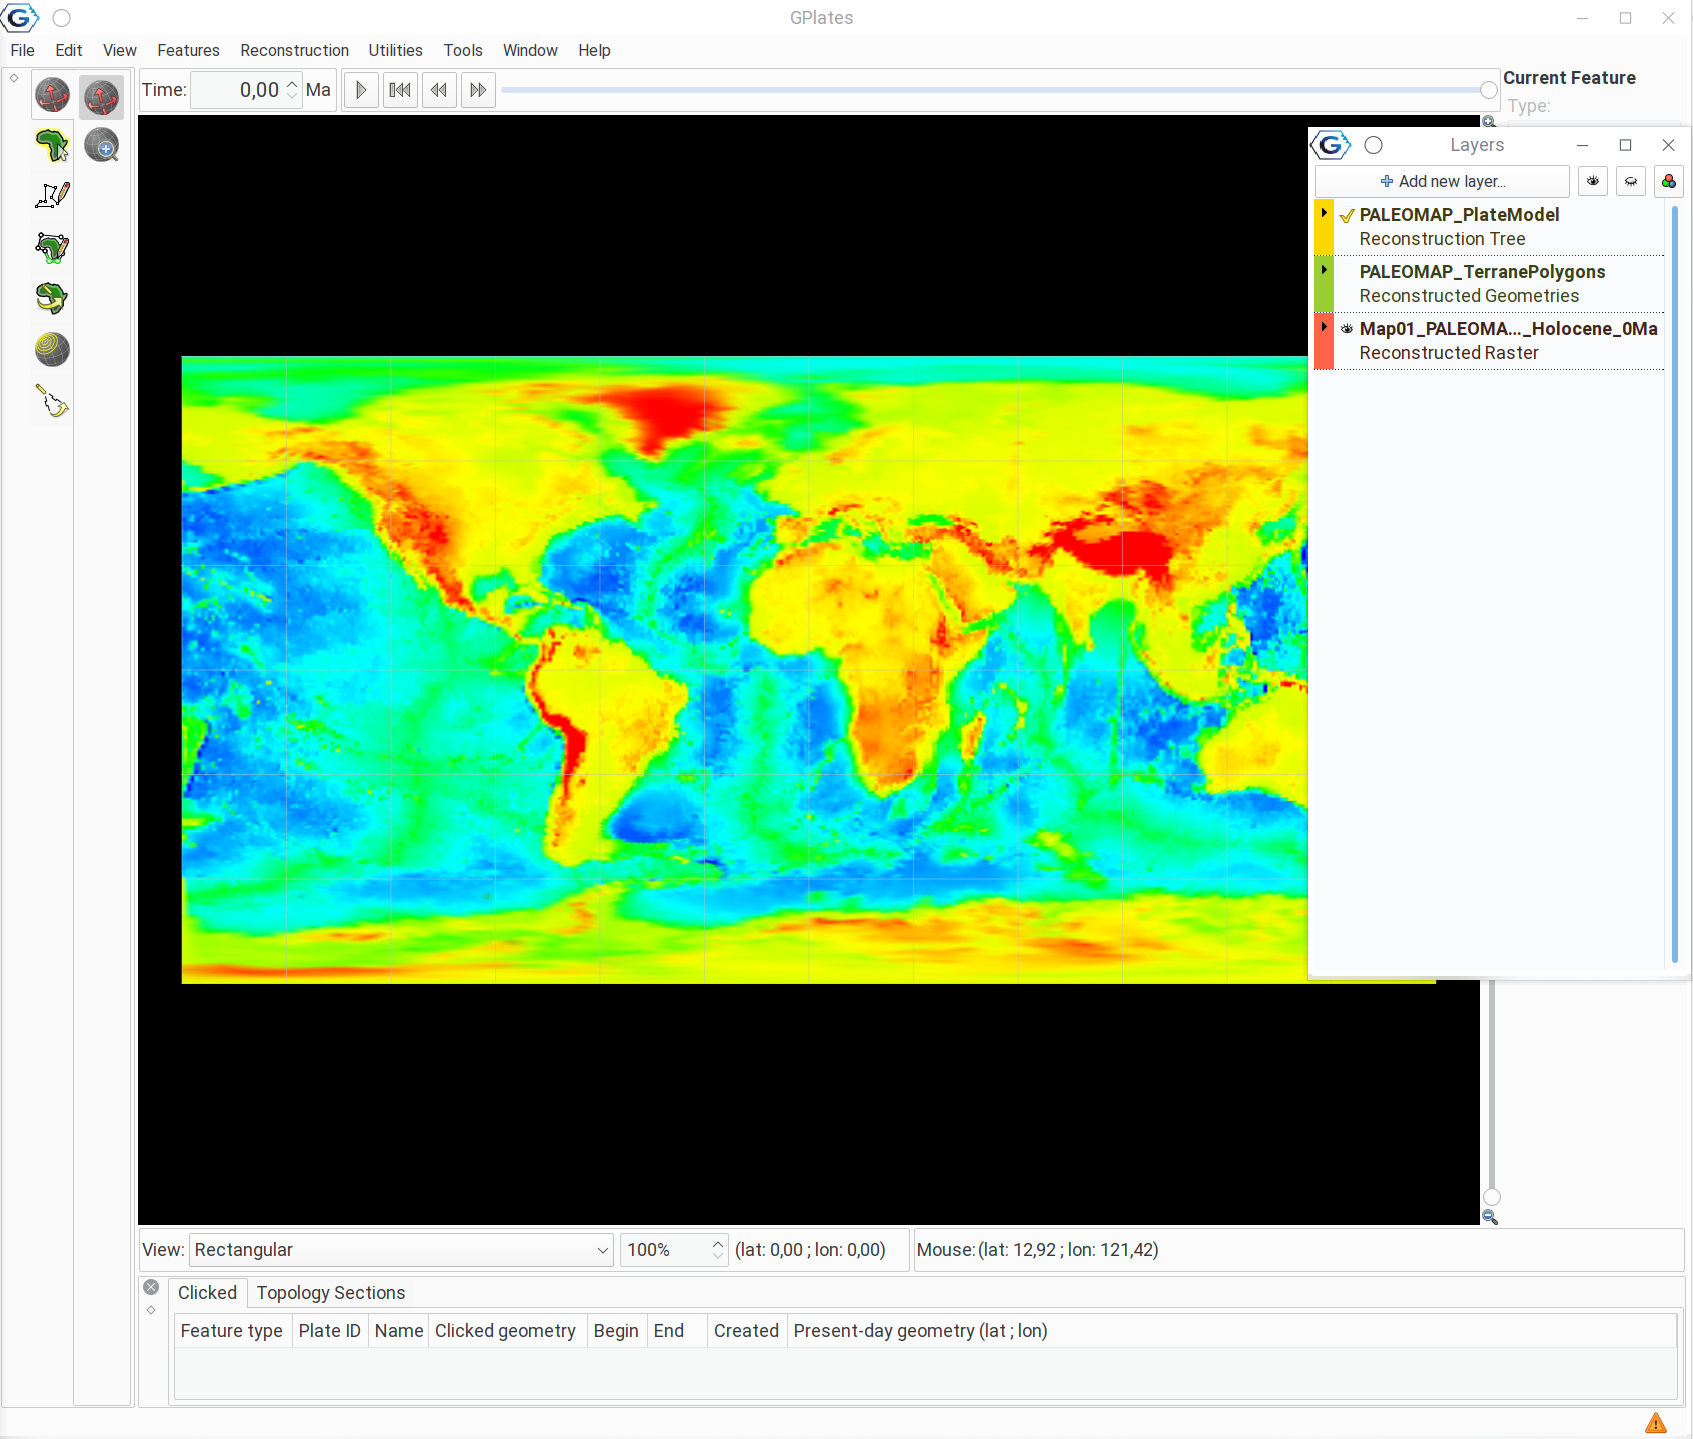 GPlates
File Edit View Features Reconstruction Utilities Tools Window Help
Time: 0,00 Ma
Current Feature
Type:
Layers
Add new layer...
PALEOMAP_PlateModel
Reconstruction Tree
PALEOMAP_TerranePolygons
Reconstructed Geometries
Map01_PALEOMA..._Holocene_0Ma
Reconstructed Raster
View: Rectangular 100% (lat: 0,00 ; lon: 0,00) Mouse: (lat: 12,92 ; lon: 121,42)
Clicked Topology Sections
Feature type Plate ID Name Clicked geometry Begin End Created Present-day geometry (lat ; lon)